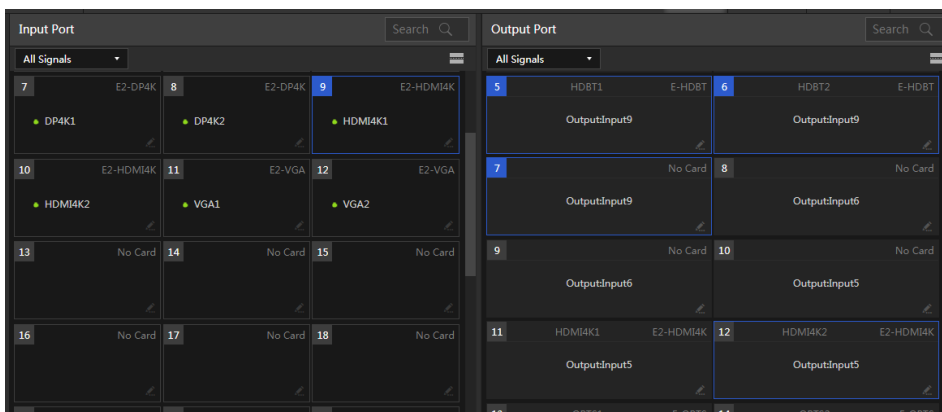 Input Port
Search
All Signals
7 E2-DP4K 8 E2-DP4K 9 E2-HDMI4K
DP4K1 DP4K2 HDMI4K1
10 E2-HDMI4K 11 E2-VGA 12 E2-VGA
HDMI4K2 VGA1 VGA2
13 No Card 14 No Card 15 No Card
16 No Card 17 No Card 18 No Card
Output Port
Search
All Signals
5 HDBT1 E-HDBT 6 HDBT2 E-HDBT
Output:Input9 Output:Input9
7 No Card 8 No Card
Output:Input9 Output:Input6
9 No Card 10 No Card
Output:Input6 Output:Input5
11 HDMI4K1 E2-HDMI4K 12 HDMI4K2 E2-HDMI4K
Output:Input5 Output:Input5